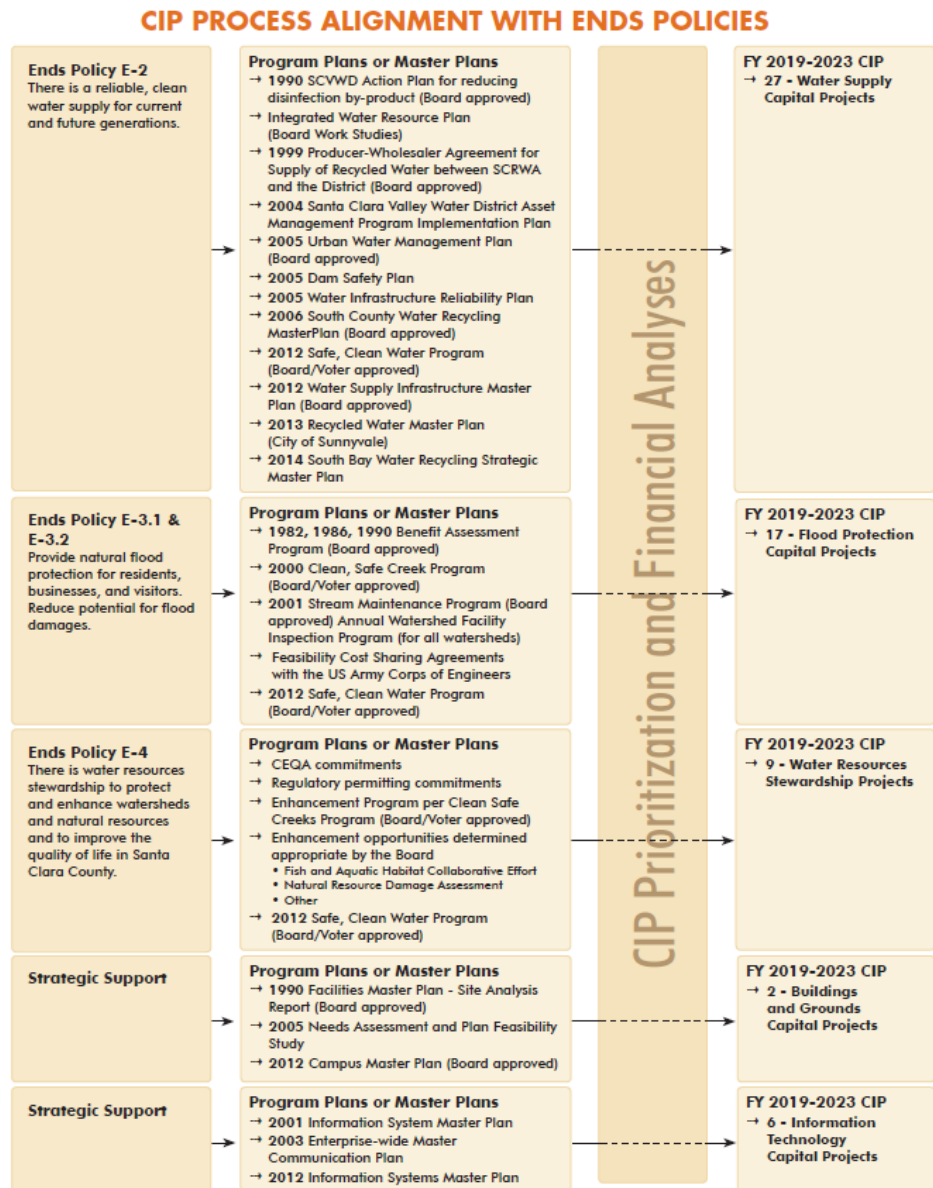 CIP PROCESS ALIGNMENT WITH ENDS POLICIES
Ends Policy E-2
There is a reliable, clean
water supply for current
and future generations.
Program Plans or Master Plans
→ 1990 SCVWD Action Plan for reducing
disinfection by-product (Board approved)
→ Integrated Water Resource Plan
(Board Work Studies)
→ 1999 Producer-Wholesaler Agreement for
Supply of Recycled Water between SCRWA
and the District (Board approved)
→ 2004 Santa Clara Valley Water District Asset
Management Program Implementation Plan
→ 2005 Urban Water Management Plan
(Board approved)
→ 2005 Dam Safety Plan
→ 2005 Water Infrastructure Reliability Plan
→ 2006 South County Water Recycling
MasterPlan (Board approved)
→ 2012 Safe, Clean Water Program
(Board/Voter approved)
→ 2012 Water Supply Infrastructure Master
Plan (Board approved)
→ 2013 Recycled Water Master Plan
(City of Sunnyvale)
→ 2014 South Bay Water Recycling Strategic
Master Plan
FY 2019-2023 CIP
→ 27 - Water Supply
Capital Projects
CIP Prioritization and Financial Analyses
Ends Policy E-3.1 &
E-3.2
Provide natural flood
protection for residents,
businesses, and visitors.
Reduce potential for flood
damages.
Program Plans or Master Plans
→ 1982, 1986, 1990 Benefit Assessment
Program (Board approved)
→ 2000 Clean, Safe Creek Program
(Board/Voter approved)
→ 2001 Stream Maintenance Program (Board
approved) Annual Watershed Facility
Inspection Program (for all watersheds)
→ Feasibility Cost Sharing Agreements
with the US Army Corps of Engineers
→ 2012 Safe, Clean Water Program
(Board/Voter approved)
FY 2019-2023 CIP
→ 17 - Flood Protection
Capital Projects
Ends Policy E-4
There is water resources
stewardship to protect
and enhance watersheds
and natural resources
and to improve the
quality of life in Santa
Clara County.
Program Plans or Master Plans
→ CEQA commitments
→ Regulatory permitting commitments
→ Enhancement Program per Clean Safe
Creeks Program (Board/Voter approved)
→ Enhancement opportunities determined
appropriate by the Board
• Fish and Aquatic Habitat Collaborative Effort
• Natural Resource Damage Assessment
• Other
→ 2012 Safe, Clean Water Program
(Board/Voter approved)
FY 2019-2023 CIP
→ 9 - Water Resources
Stewardship Projects
Strategic Support
Program Plans or Master Plans
→ 1990 Facilities Master Plan - Site Analysis
Report (Board approved)
→ 2005 Needs Assessment and Plan Feasibility
Study
→ 2012 Campus Master Plan (Board approved)
FY 2019-2023 CIP
→ 2 - Buildings
and Grounds
Capital Projects
Strategic Support
Program Plans or Master Plans
→ 2001 Information System Master Plan
→ 2003 Enterprise-wide Master
Communication Plan
→ 2012 Information Systems Master Plan
FY 2019-2023 CIP
→ 6 - Information
Technology
Capital Projects